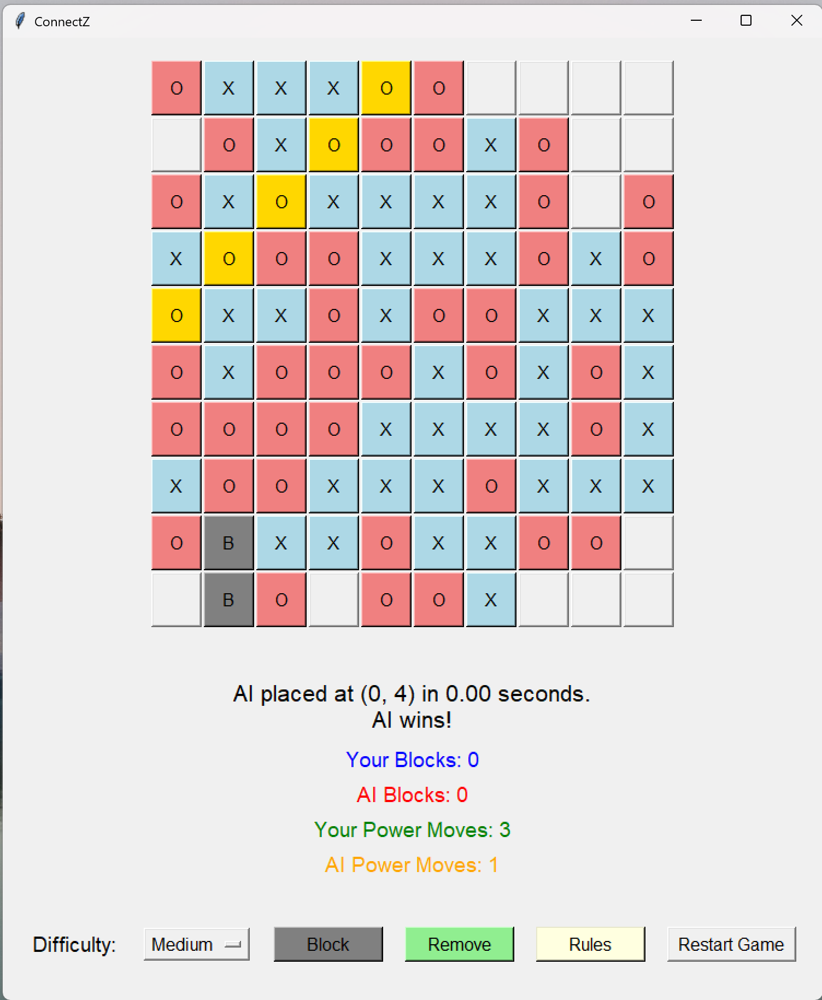 ConnectZ
O X X X O O
O X O O O X O
O X O X X X X O O
X O O O X X X O X O
O X X O X O O X X X
O X O O O X O X O X
O O O O X X X X O X
X O O X X X O X X X
O B X X O X X O O
B O O O X
AI placed at (0, 4) in 0.00 seconds.
AI wins!
Your Blocks: 0
AI Blocks: 0
Your Power Moves: 3
AI Power Moves: 1
Difficulty: Medium Block Remove Rules Restart Game